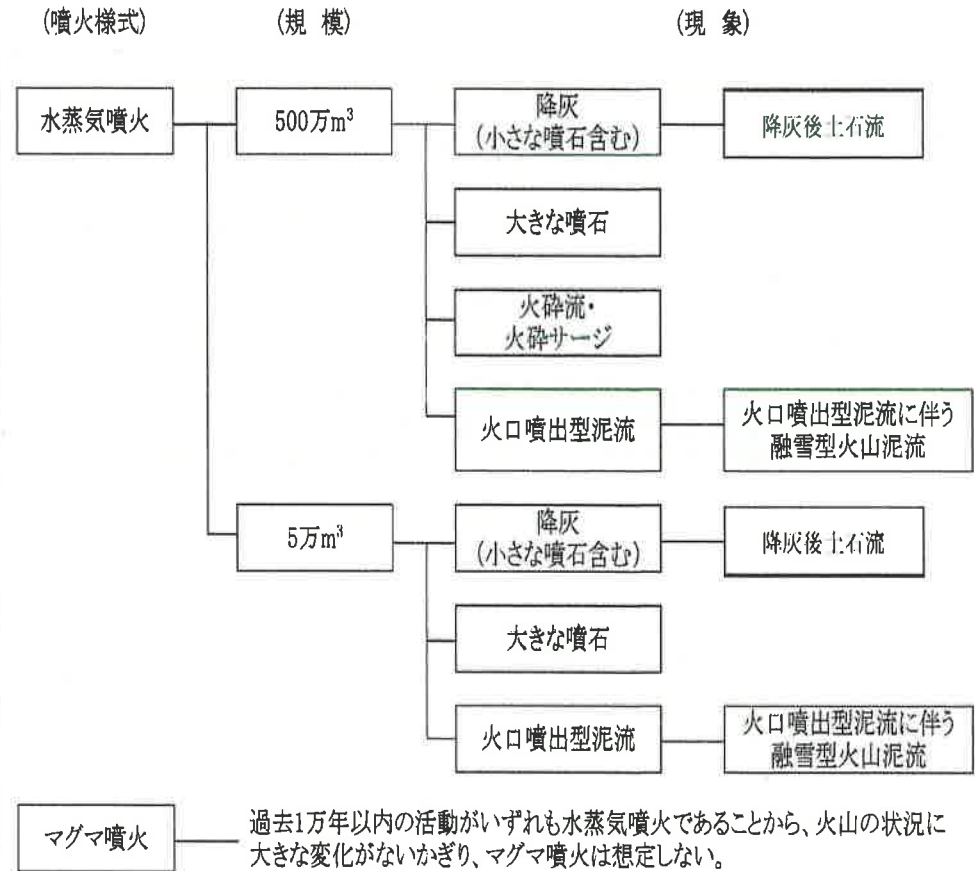 (噴火様式)
(規 模)
(現 象)
水蒸気噴火
500万m³
降灰
(小さな噴石含む)
降灰後土石流
大きな噴石
火砕流・
火砕サージ
火口噴出型泥流
火口噴出型泥流に伴う
融雪型火山泥流
5万m³
降灰
(小さな噴石含む)
降灰後土石流
大きな噴石
火口噴出型泥流
火口噴出型泥流に伴う
融雪型火山泥流
マグマ噴火
過去1万年以内の活動がいずれも水蒸気噴火であることから、火山の状況に
大きな変化がないかぎり、マグマ噴火は想定しない。